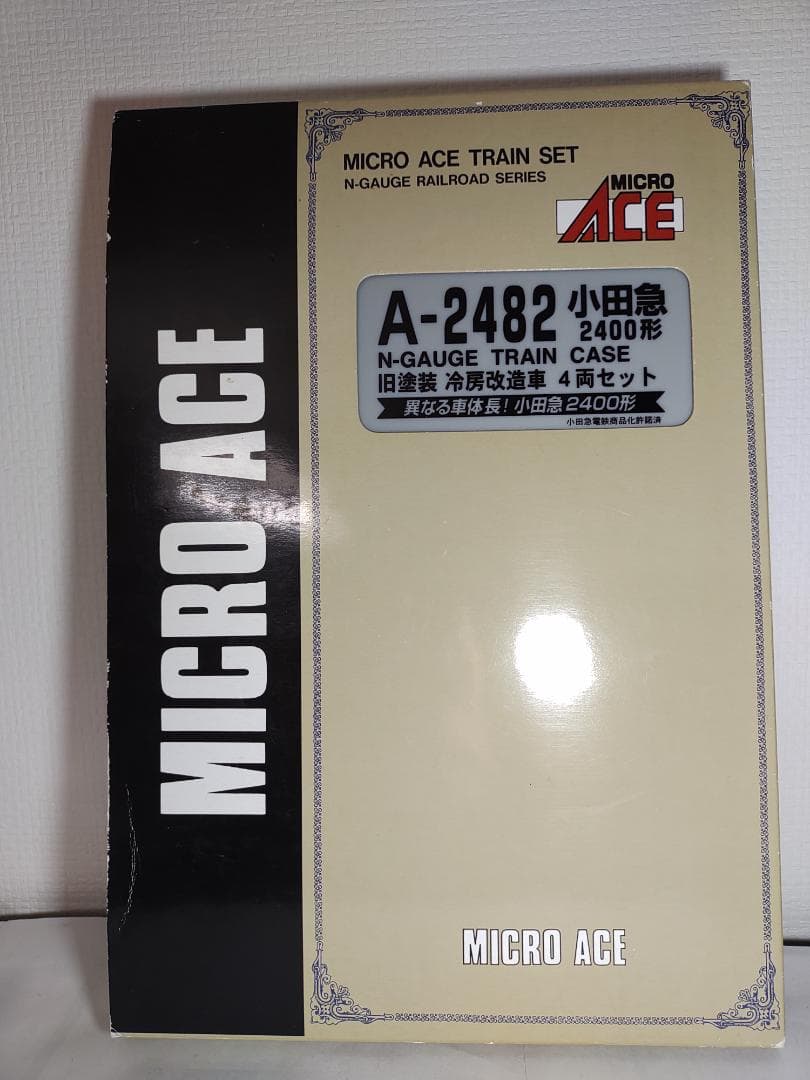 MICRO ACE
MICRO ACE TRAIN SET
N-GAUGE RAILROAD SERIES
MICRO
ACE
A-2482 小田急
2400形
N-GAUGE TRAIN CASE
旧塗装 冷房改造車 4両セット
異なる車体長!小田急2400形
小田急電鉄商品化許諾済
MICRO ACE